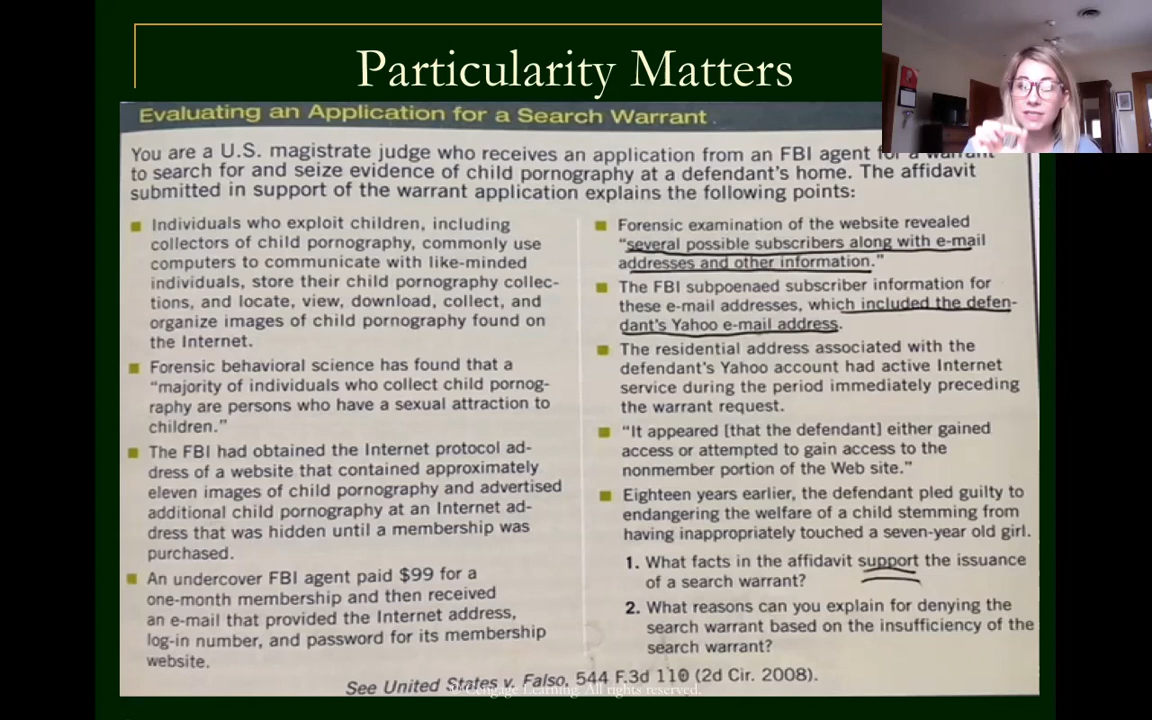 Particularity Matters
Evaluating an Application for a Search Warrant
You are a U.S. magistrate judge who receives an application from an FBI agent for a warrant
to search for and seize evidence of child pornography at a defendant's home. The affidavit
submitted in support of the warrant application explains the following points:
Individuals who exploit children, including
collectors of child pornography, commonly use
computers to communicate with like-minded
individuals, store their child pornography collec-
tions, and locate, view, download, collect, and
organize images of child pornography found on
the Internet.
Forensic behavioral science has found that a
"majority of individuals who collect child pornog-
raphy are persons who have a sexual attraction to
children."
The FBI had obtained the Internet protocol ad-
dress of a website that contained approximately
eleven images of child pornography and advertised
additional child pornography at an Internet ad-
dress that was hidden until a membership was
purchased.
An undercover FBI agent paid $99 for a
one-month membership and then received
an e-mail that provided the Internet address,
log-in number, and password for its membership
website.
Forensic examination of the website revealed
"several possible subscribers along with e-mail
addresses and other information."
The FBI subpoenaed subscriber information for
these e-mail addresses, which included the defen-
dant's Yahoo e-mail address.
The residential address associated with the
defendant's Yahoo account had active Internet
service during the period immediately preceding
the warrant request.
"It appeared [that the defendant] either gained
access or attempted to gain access to the
nonmember portion of the Web site."
Eighteen years earlier, the defendant pled guilty to
endangering the welfare of a child stemming from
having inappropriately touched a seven-year old girl.
1. What facts in the affidavit support the issuance
of a search warrant?
2. What reasons can you explain for denying the
search warrant based on the insufficiency of the
search warrant?
See United States v. Falso, 544 F.3d 110 (2d Cir. 2008).
© Cengage Learning. All rights reserved.